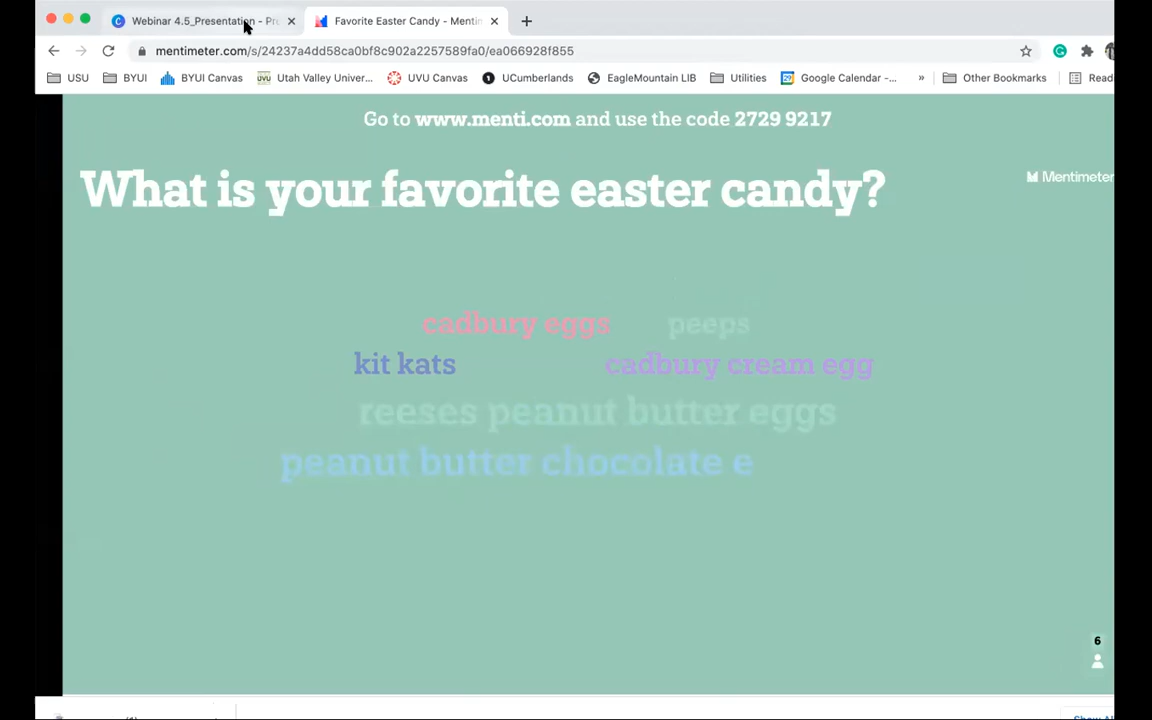 Webinar 4.5_Presentation - Pr
Favorite Easter Candy - Mentin
mentimeter.com/s/24237a4dd58ca0bf8c902a2257589fa0/ea066928f855
USU
BYUI
BYUI Canvas
Utah Valley Univer...
UVU Canvas
UCumberlands
EagleMountain LIB
Utilities
Google Calendar -...
»
Other Bookmarks
Read
Go to www.menti.com and use the code 2729 9217
What is your favorite easter candy?
Mentimeter
cadbury eggs
peeps
kit kats
cadbury cream egg
reeses peanut butter eggs
peanut butter chocolate e
6